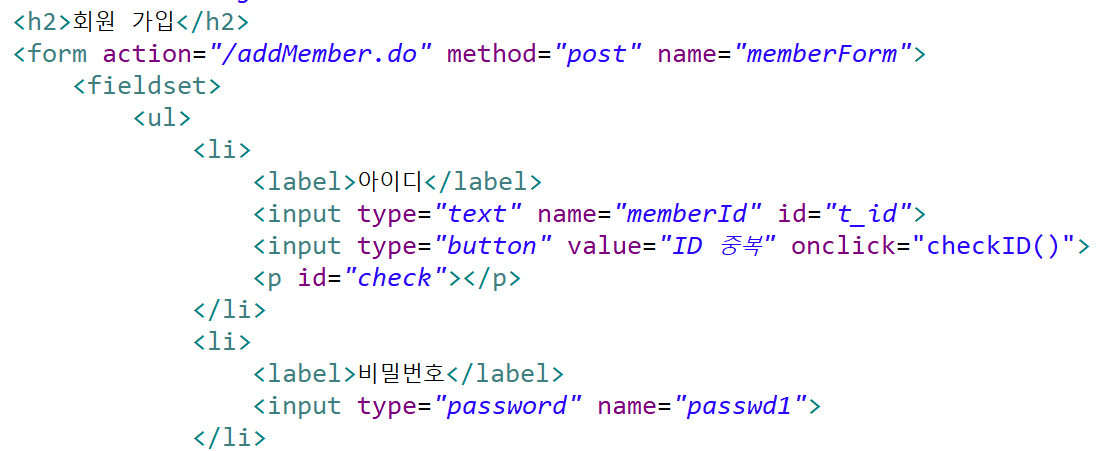 <h2>회원 가입</h2>
<form action="/addMember.do" method="post" name="memberForm">
<fieldset>
<ul>
<li>
<label>아이디</label>
<input type="text" name="memberId" id="t_id">
<input type="button" value="ID 중복" onclick="checkID()">
<p id="check"></p>
</li>
<li>
<label>비밀번호</label>
<input type="password" name="passwd1">
</li>